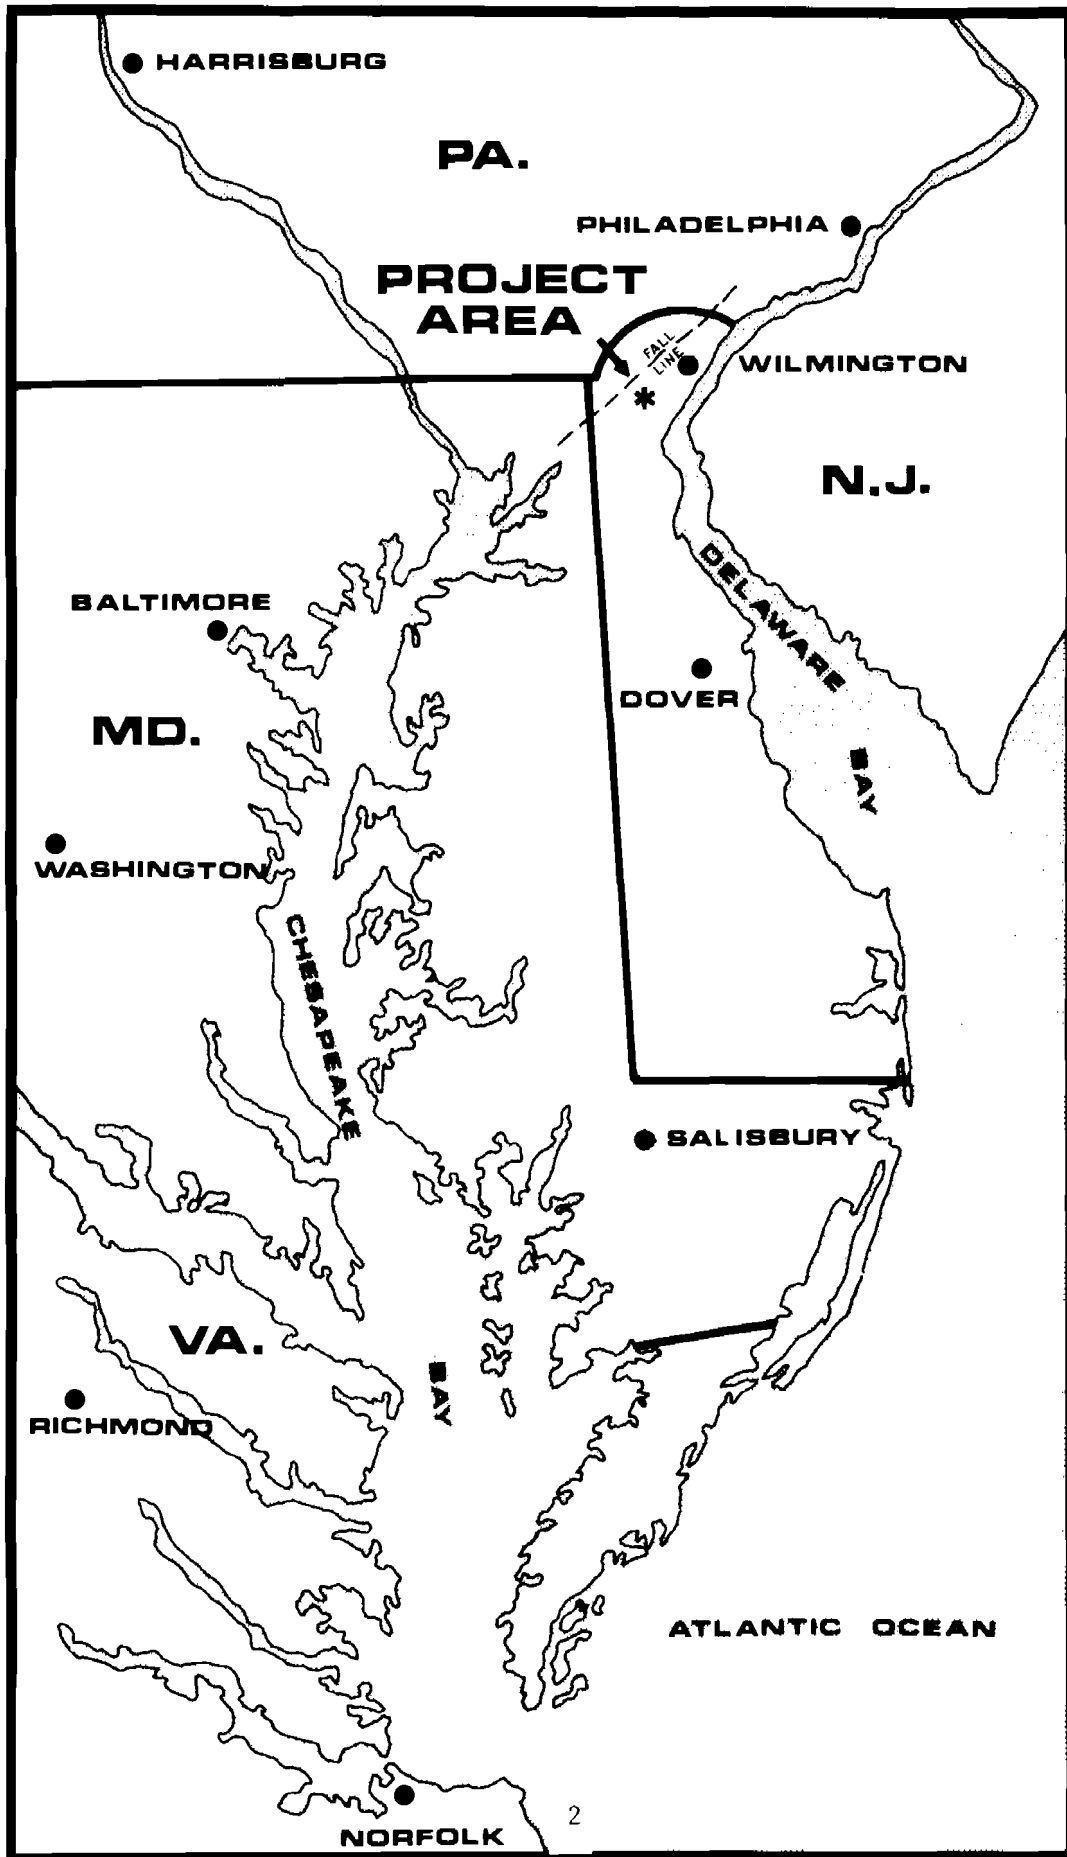 HARRISBURG
PA.
PHILADELPHIA
PROJECT
AREA
FALL
LINE
WILMINGTON
*
N.J.
DELAWARE
BAY
BALTIMORE
DOVER
MD.
WASHINGTON
CHESAPEAKE
BAY
SALISBURY
VA.
RICHMOND
ATLANTIC OCEAN
NORFOLK
2